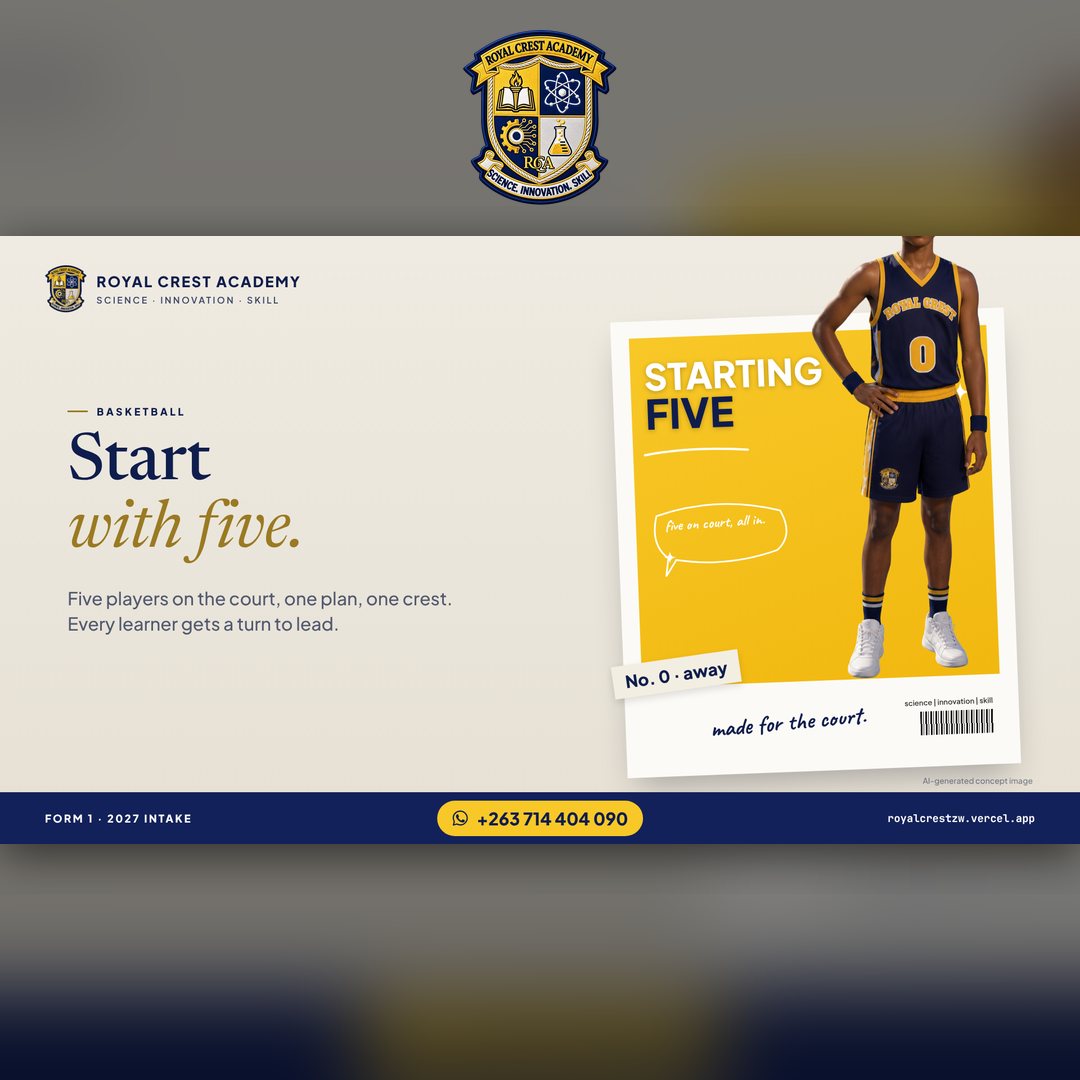 ROYAL CREST ACADEMY
RCA
SCIENCE. INNOVATION. SKILL
ROYAL CREST ACADEMY
SCIENCE · INNOVATION · SKILL
BASKETBALL
Start
with five.
Five players on the court, one plan, one crest.
Every learner gets a turn to lead.
ROYAL CREST
0
STARTING
FIVE
five on court, all in.
No. 0 · away
made for the court.
science | innovation | skill
AI-generated concept image
FORM 1 · 2027 INTAKE
+263 714 404 090
royalcrestzw.vercel.app